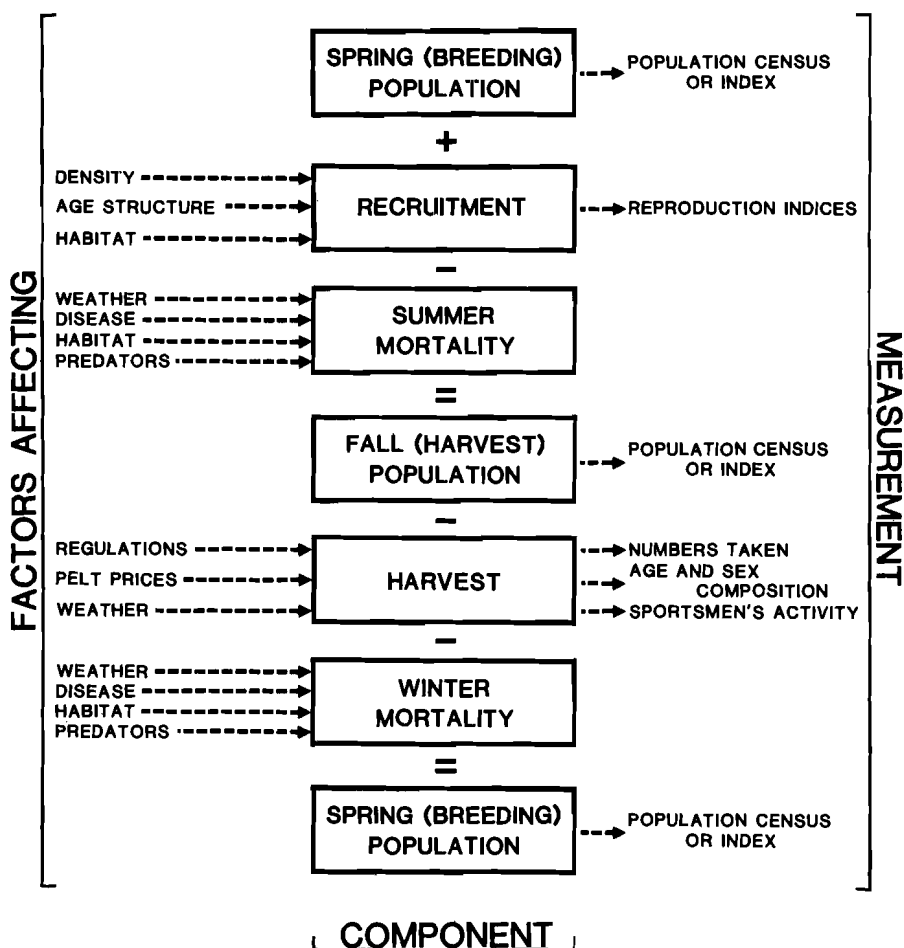 SPRING (BREEDING)
POPULATION
POPULATION CENSUS
OR INDEX
+
DENSITY
AGE STRUCTURE
HABITAT
RECRUITMENT
REPRODUCTION INDICES
-
WEATHER
DISEASE
HABITAT
PREDATORS
SUMMER
MORTALITY
=
FALL (HARVEST)
POPULATION
POPULATION CENSUS
OR INDEX
-
REGULATIONS
PELT PRICES
WEATHER
HARVEST
NUMBERS TAKEN
AGE AND SEX
COMPOSITION
SPORTSMEN'S ACTIVITY
-
WEATHER
DISEASE
HABITAT
PREDATORS
WINTER
MORTALITY
=
SPRING (BREEDING)
POPULATION
POPULATION CENSUS
OR INDEX
FACTORS AFFECTING
MEASUREMENT
COMPONENT